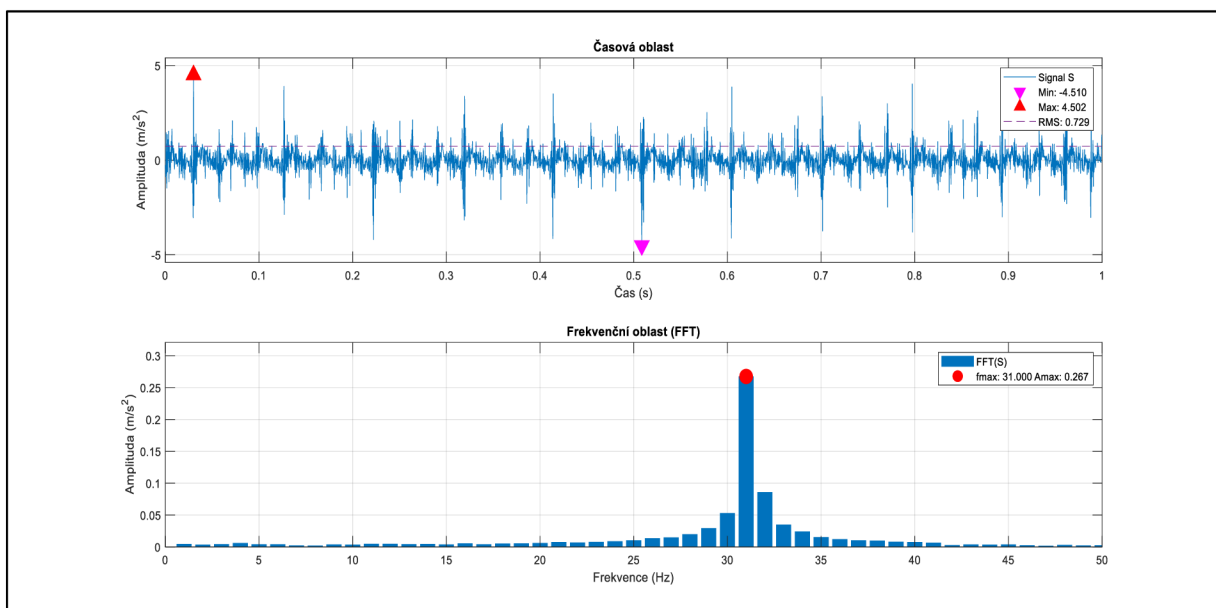 Časová oblast
Amplituda (m/s²)
5
0
-5
Signal S
Min: -4.510
Max: 4.502
RMS: 0.729
0 0.1 0.2 0.3 0.4 0.5 0.6 0.7 0.8 0.9 1
Čas (s)
Frekvenční oblast (FFT)
Amplituda (m/s²)
0.3
0.25
0.2
0.15
0.1
0.05
0
FFT(S)
fmax: 31.000 Amax: 0.267
0 5 10 15 20 25 30 35 40 45 50
Frekvence (Hz)